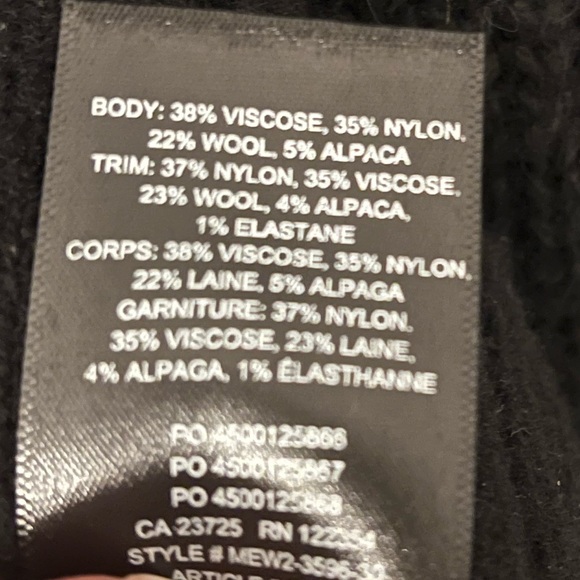 BODY: 38% VISCOSE, 35% NYLON,
22% WOOL, 5% ALPACA
TRIM: 37% NYLON, 35% VISCOSE,
23% WOOL, 4% ALPACA,
1% ELASTANE
CORPS: 38% VISCOSE, 35% NYLON,
22% LAINE, 5% ALPAGA
GARNITURE: 37% NYLON,
35% VISCOSE, 23% LAINE,
4% ALPAGA, 1% ÉLASTHANNE
PO 4500125866
PO 4500125867
PO 4500125868
CA 23725 RN
STYLE #